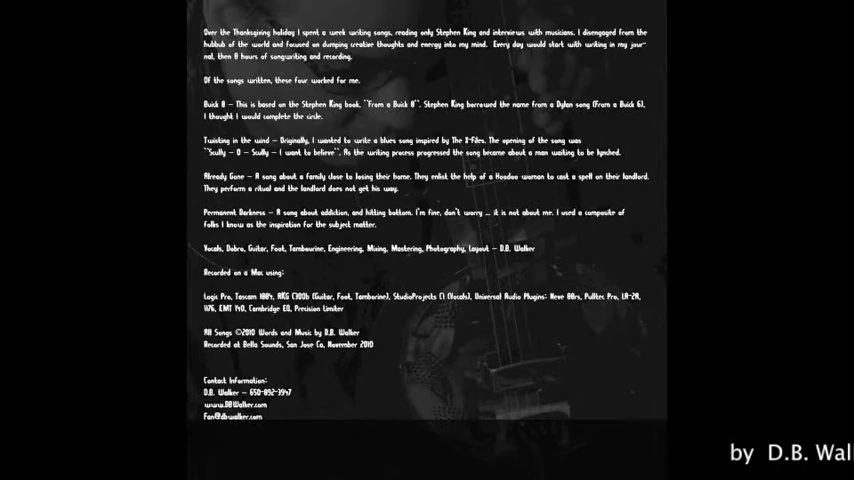 Over the Thanksgiving holiday I spent a week writing songs, reading only Stephen King and interviews with musicians. I disengaged from the
hubbub of the world and focused on dumping creative thoughts and energy into my mind. Every day would start with writing in my jour-
nal, then 8 hours of songwriting and recording.
Of the songs written, these four worked for me.
Buick 8 – This is based on the Stephen King book, ``From a Buick 8``. Stephen King borrowed the name from a Dylan song (From a Buick 6),
I thought I would complete the circle.
Twisting in the wind – Originally, I wanted to write a blues song inspired by The X-Files. The opening of the song was
``Scully – O – Scully – I want to believe``. As the writing process progressed the song became about a man waiting to be lynched.
Already Gone – A song about a family close to losing their home. They enlist the help of a Hoodoo woman to cast a spell on their landlord.
They perform a ritual and the landlord does not get his way.
Permanent Darkness – A song about addiction, and hitting bottom. I'm fine, don't worry ... it is not about me. I used a composite of
folks I know as the inspiration for the subject matter.
Vocals, Dobro, Guitar, Foot, Tambourine, Engineering, Mixing, Mastering, Photography, Layout – D.B. Walker
Recorded on a Mac using:
Logic Pro, Tascam 1884, AKG C300b (Guitar, Foot, Tamborine), StudioProjects C1 (Vocals), Universal Audio Plugins: Neve 88rs, Pulltec Pro, LA-2A,
1176, EMT 140, Cambridge EQ, Precision Limiter
All Songs ©2010 Words and Music by D.B. Walker
Recorded at Bella Sounds, San Jose Ca, November 2010
Contact Information:
D.B. Walker – 650-892-3947
www.DBWalker.com
Fan@dbwalker.com
by D.B. Wal